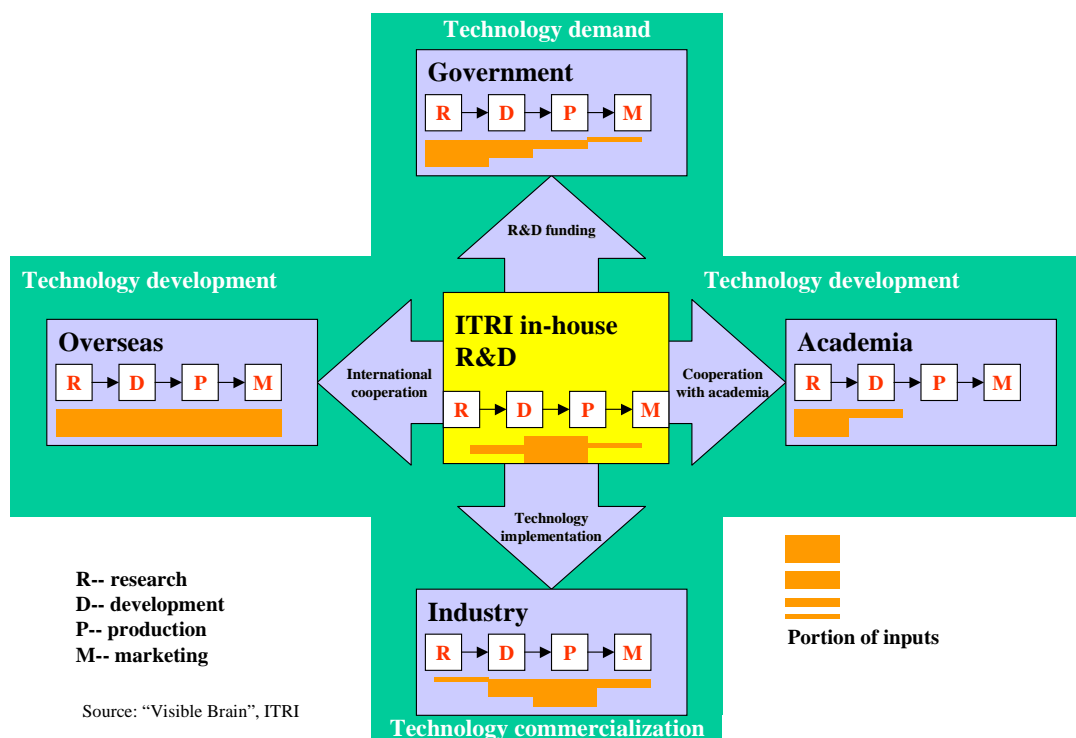 Technology demand
Government
R
D
P
M
R&D funding
Technology development
Technology development
Overseas
R
D
P
M
International
cooperation
ITRI in-house
R&D
R
D
P
M
Cooperation
with academia
Academia
R
D
P
M
Technology
implementation
Industry
R
D
P
M
Technology commercialization
R-- research
D-- development
P-- production
M-- marketing
Portion of inputs
Source: “Visible Brain”, ITRI